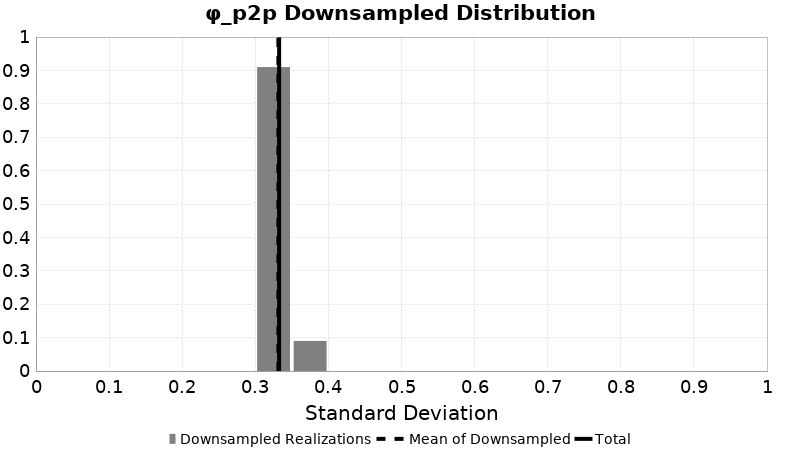 φ_p2p Downsampled Distribution
1
0.9
0.8
0.7
0.6
0.5
0.4
0.3
0.2
0.1
0
0 0.1 0.2 0.3 0.4 0.5 0.6 0.7 0.8 0.9 1
Standard Deviation
Downsampled Realizations Mean of Downsampled Total